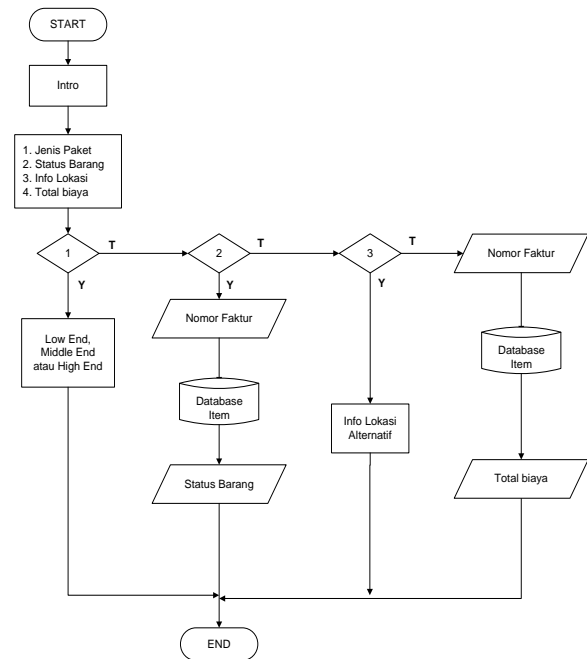 START
Intro
1. Jenis Paket
2. Status Barang
3. Info Lokasi
4. Total biaya
1
T
Y
2
T
Y
3
T
Y
Nomor Faktur
Low End,
Middle End
atau High End
Nomor Faktur
Database
Item
Database
Item
Info Lokasi
Alternatif
Status Barang
Total biaya
END